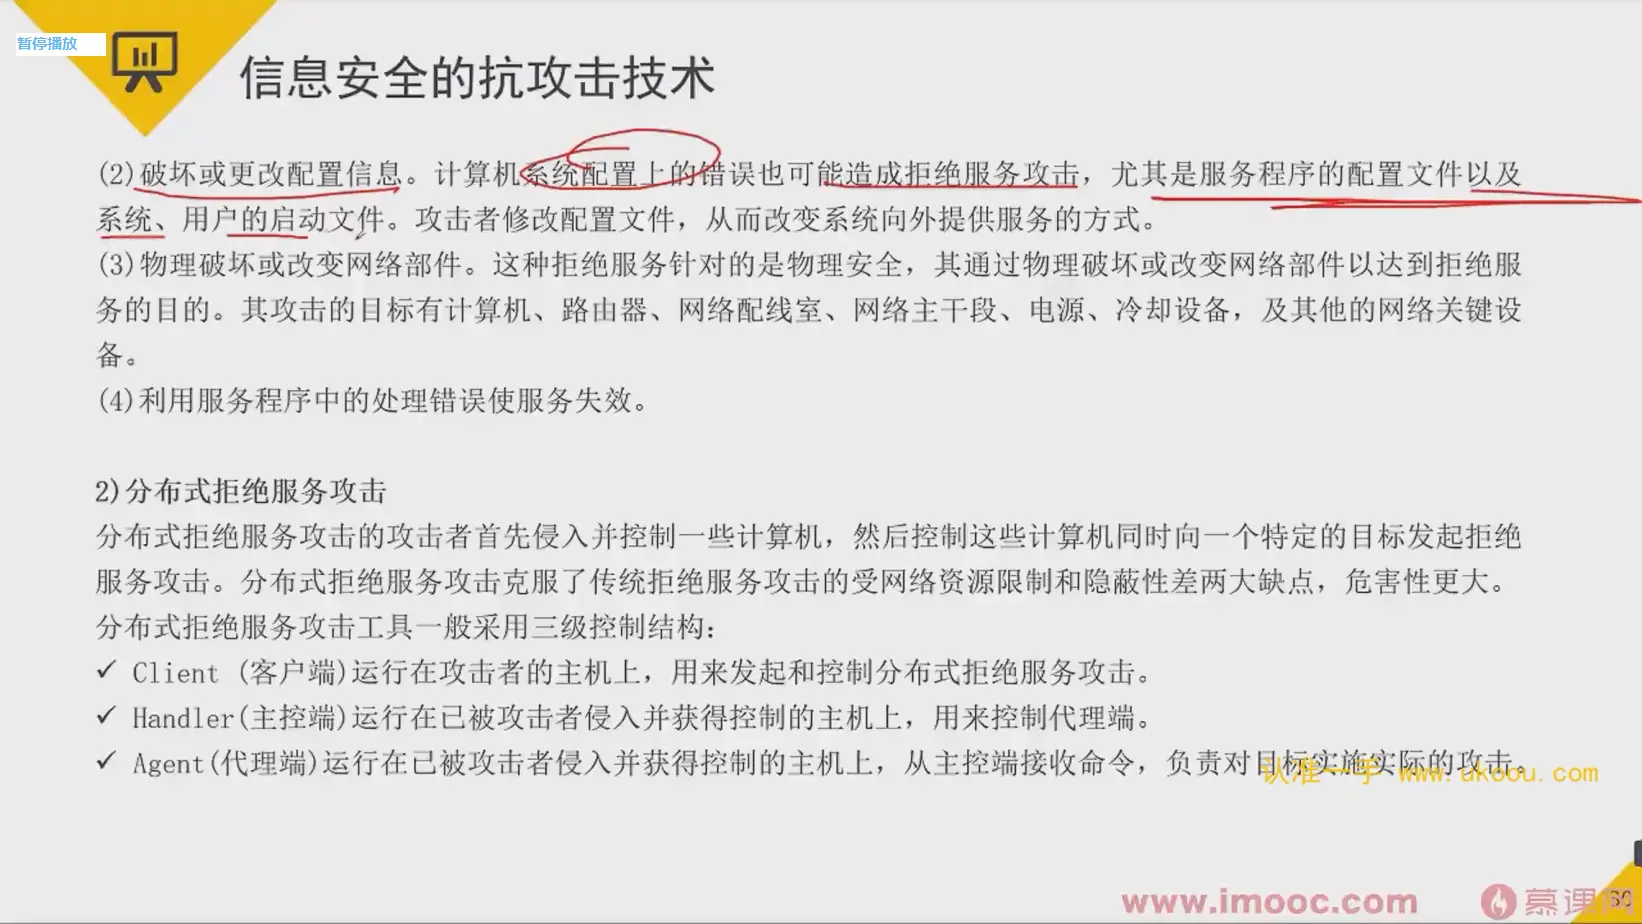 暂停播放
信息安全的抗攻击技术
(2)破坏或更改配置信息。计算机系统配置上的错误也可能造成拒绝服务攻击，尤其是服务程序的配置文件以及
系统、用户的启动文件。攻击者修改配置文件，从而改变系统向外提供服务的方式。
(3)物理破坏或改变网络部件。这种拒绝服务针对的是物理安全，其通过物理破坏或改变网络部件以达到拒绝服
务的目的。其攻击的目标有计算机、路由器、网络配线室、网络主干段、电源、冷却设备，及其他的网络关键设
备。
(4)利用服务程序中的处理错误使服务失效。
2)分布式拒绝服务攻击
分布式拒绝服务攻击的攻击者首先侵入并控制一些计算机，然后控制这些计算机同时向一个特定的目标发起拒绝
服务攻击。分布式拒绝服务攻击克服了传统拒绝服务攻击的受网络资源限制和隐蔽性差两大缺点，危害性更大。
分布式拒绝服务攻击工具一般采用三级控制结构：
✓ Client (客户端)运行在攻击者的主机上，用来发起和控制分布式拒绝服务攻击。
✓ Handler(主控端)运行在已被攻击者侵入并获得控制的主机上，用来控制代理端。
✓ Agent(代理端)运行在已被攻击者侵入并获得控制的主机上，从主控端接收命令，负责对目标实施实际的攻击。
认准一手 www.ukoou.com
www.imooc.com
慕课网